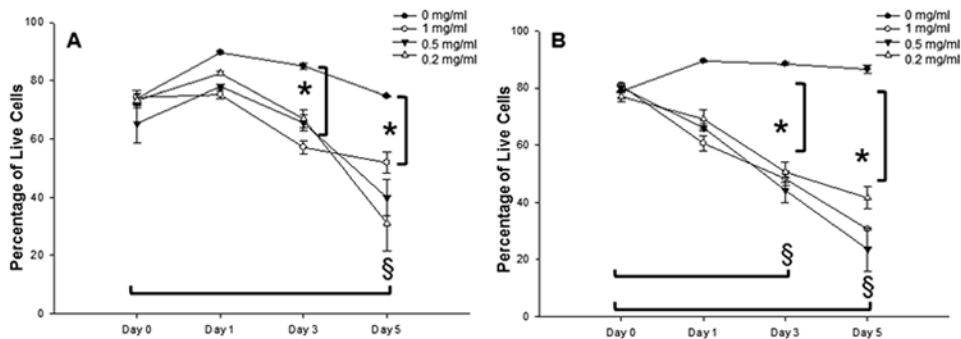 A
0 mg/ml
1 mg/ml
0.5 mg/ml
0.2 mg/ml
Percentage of Live Cells
100
80
60
40
20
0
*
*
§
Day 0 Day 1 Day 3 Day 5
B
0 mg/ml
1 mg/ml
0.5 mg/ml
0.2 mg/ml
Percentage of Live Cells
100
80
60
40
20
0
*
*
§
§
Day 0 Day 1 Day 3 Day 5